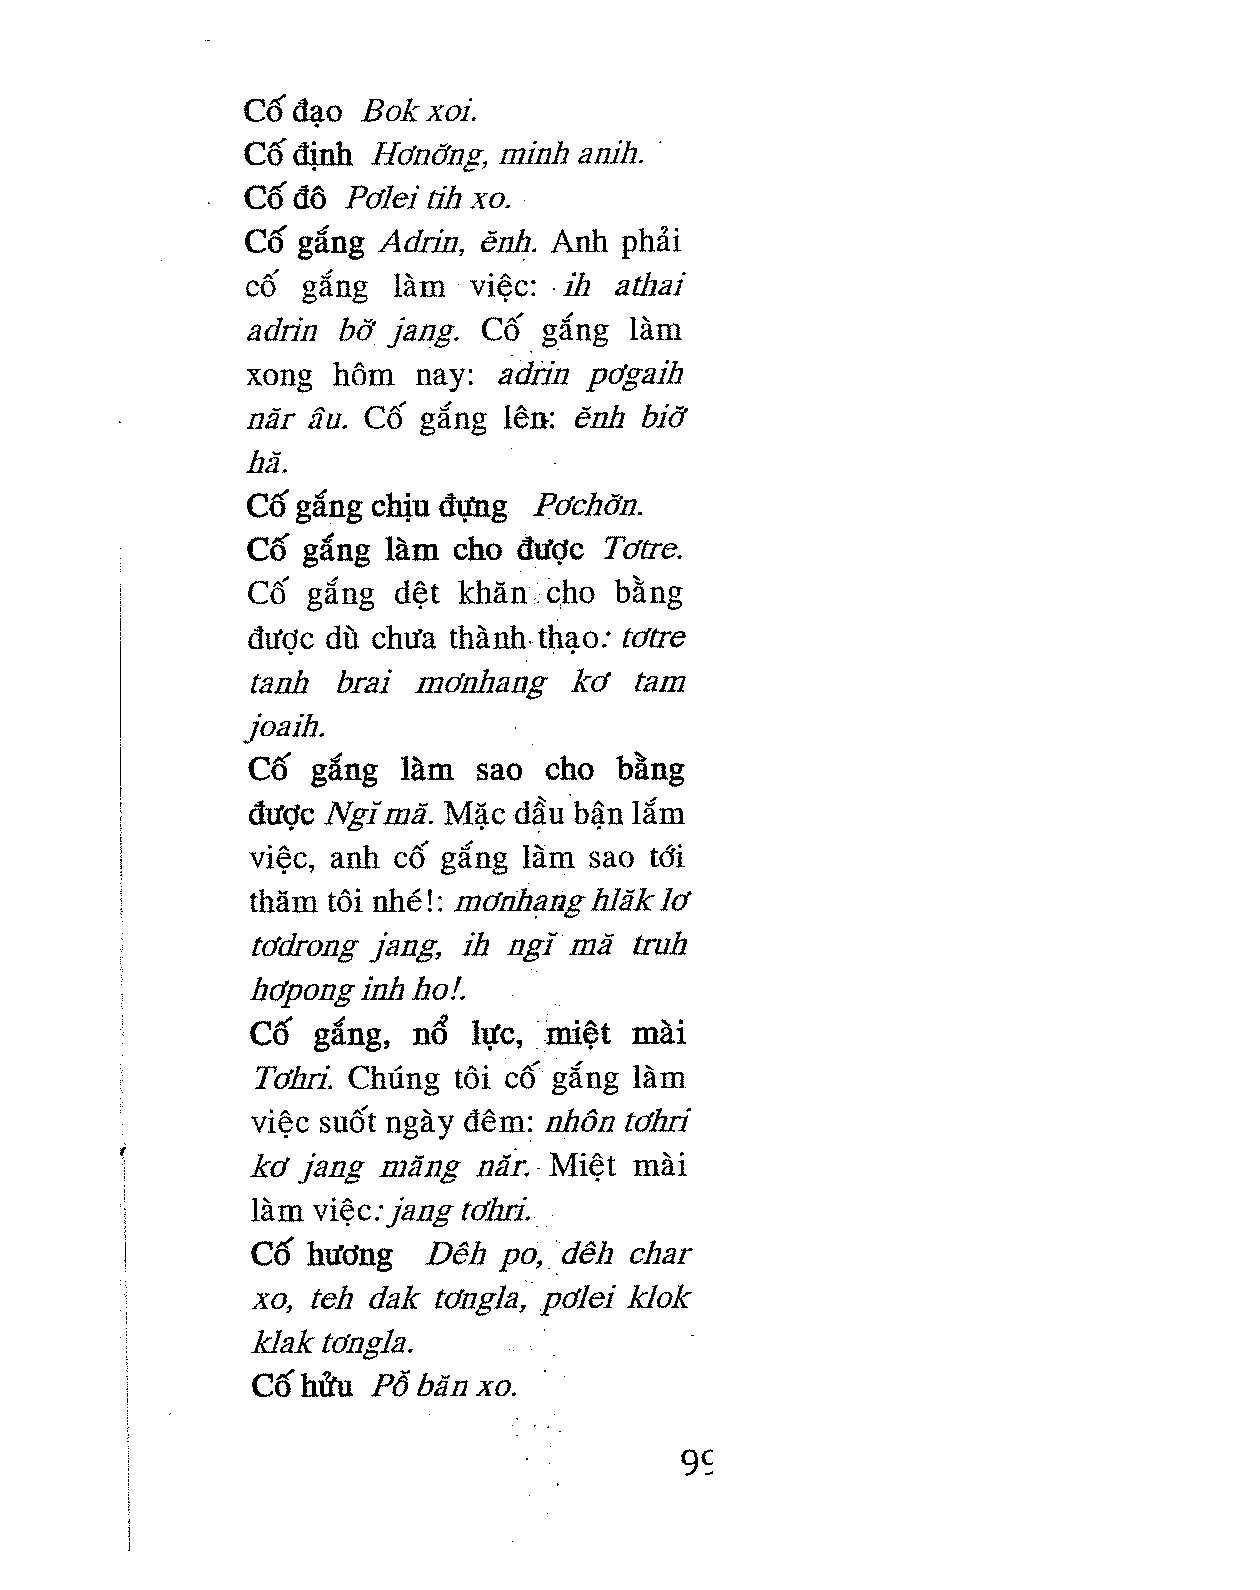 Cố đạo Bok xoi.
Cố định Hơnơ̆ng, minh anih.
Cố đô Pơlei tih xo.
Cố gắng Adrin, ĕnh. Anh phải
cố gắng làm việc: ih athai
adrin bơ̆ jang. Cố gắng làm
xong hôm nay: adrin pơgaih
năr âu. Cố gắng lên: ĕnh biơ̆
hă.
Cố gắng chịu đựng Pơchơ̆n.
Cố gắng làm cho được Tơtre.
Cố gắng dệt khăn cho bằng
được dù chưa thành thạo: tơtre
tanh brai mơnhang kơ tam
joaih.
Cố gắng làm sao cho bằng
được Ngĭ mă. Mặc dầu bận lắm
việc, anh cố gắng làm sao tới
thăm tôi nhé!: mơnhang hlăk lơ
tơdrong jang, ih ngĭ mă truh
hơpong inh ho!.
Cố gắng, nổ lực, miệt mài
Tơhri. Chúng tôi cố gắng làm
việc suốt ngày đêm: nhôn tơhri
kơ jang măng năr. Miệt mài
làm việc: jang tơhri.
Cố hương Dêh po, dêh char
xo, teh dak tơngla, pơlei klok
klak tơngla.
Cố hửu Pô̆ băn xo.
99